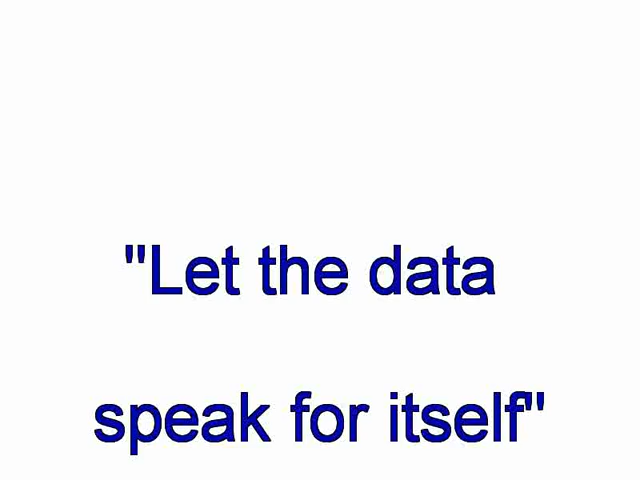 "Let the data
speak for itself"